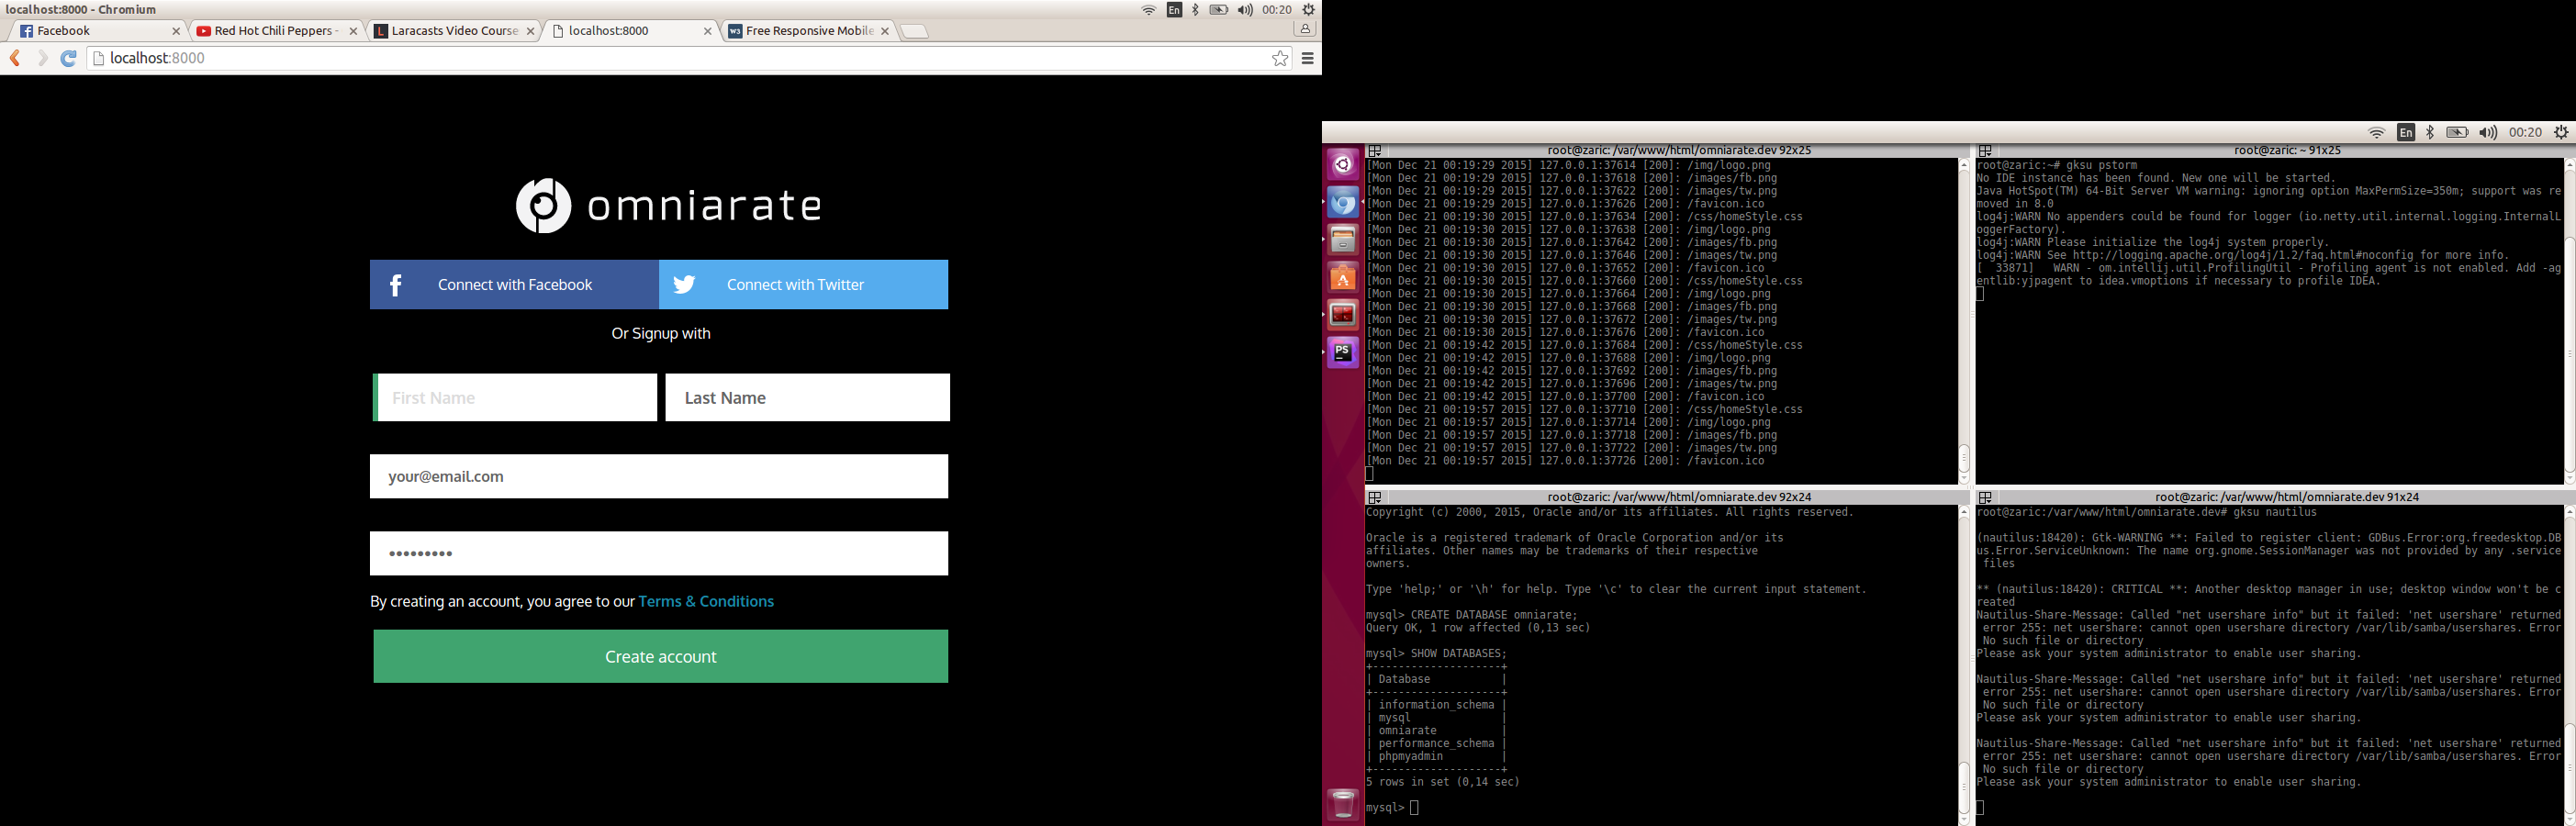 localhost:8000 - Chromium
En
00:20
Facebook
Red Hot Chili Peppers -
Laracasts Video Course
localhost:8000
W3
Free Responsive Mobile
localhost:8000
omniarate
Connect with Facebook
Connect with Twitter
Or Signup with
First Name
Last Name
your@email.com
•••••••••
By creating an account, you agree to our Terms & Conditions
Create account
En
00:20
PS
root@zaric: /var/www/html/omniarate.dev 92x25
[Mon Dec 21 00:19:29 2015] 127.0.0.1:37614 [200]: /img/logo.png
[Mon Dec 21 00:19:29 2015] 127.0.0.1:37618 [200]: /images/fb.png
[Mon Dec 21 00:19:29 2015] 127.0.0.1:37622 [200]: /images/tw.png
[Mon Dec 21 00:19:29 2015] 127.0.0.1:37626 [200]: /favicon.ico
[Mon Dec 21 00:19:30 2015] 127.0.0.1:37634 [200]: /css/homeStyle.css
[Mon Dec 21 00:19:30 2015] 127.0.0.1:37638 [200]: /img/logo.png
[Mon Dec 21 00:19:30 2015] 127.0.0.1:37642 [200]: /images/fb.png
[Mon Dec 21 00:19:30 2015] 127.0.0.1:37646 [200]: /images/tw.png
[Mon Dec 21 00:19:30 2015] 127.0.0.1:37652 [200]: /favicon.ico
[Mon Dec 21 00:19:30 2015] 127.0.0.1:37660 [200]: /css/homeStyle.css
[Mon Dec 21 00:19:30 2015] 127.0.0.1:37664 [200]: /img/logo.png
[Mon Dec 21 00:19:30 2015] 127.0.0.1:37668 [200]: /images/fb.png
[Mon Dec 21 00:19:30 2015] 127.0.0.1:37672 [200]: /images/tw.png
[Mon Dec 21 00:19:30 2015] 127.0.0.1:37676 [200]: /favicon.ico
[Mon Dec 21 00:19:42 2015] 127.0.0.1:37684 [200]: /css/homeStyle.css
[Mon Dec 21 00:19:42 2015] 127.0.0.1:37688 [200]: /img/logo.png
[Mon Dec 21 00:19:42 2015] 127.0.0.1:37692 [200]: /images/fb.png
[Mon Dec 21 00:19:42 2015] 127.0.0.1:37696 [200]: /images/tw.png
[Mon Dec 21 00:19:42 2015] 127.0.0.1:37700 [200]: /favicon.ico
[Mon Dec 21 00:19:57 2015] 127.0.0.1:37710 [200]: /css/homeStyle.css
[Mon Dec 21 00:19:57 2015] 127.0.0.1:37714 [200]: /img/logo.png
[Mon Dec 21 00:19:57 2015] 127.0.0.1:37718 [200]: /images/fb.png
[Mon Dec 21 00:19:57 2015] 127.0.0.1:37722 [200]: /images/tw.png
[Mon Dec 21 00:19:57 2015] 127.0.0.1:37726 [200]: /favicon.ico
root@zaric: ~ 91x25
root@zaric:~# gksu pstorm
No IDE instance has been found. New one will be started.
Java HotSpot(TM) 64-Bit Server VM warning: ignoring option MaxPermSize=350m; support was re
moved in 8.0
log4j:WARN No appenders could be found for logger (io.netty.util.internal.logging.InternalL
oggerFactory).
log4j:WARN Please initialize the log4j system properly.
log4j:WARN See http://logging.apache.org/log4j/1.2/faq.html#noconfig for more info.
[  33871]   WARN - om.intellij.util.ProfilingUtil - Profiling agent is not enabled. Add -ag
entlib:yjpagent to idea.vmoptions if necessary to profile IDEA.
root@zaric: /var/www/html/omniarate.dev 92x24
Copyright (c) 2000, 2015, Oracle and/or its affiliates. All rights reserved.
Oracle is a registered trademark of Oracle Corporation and/or its
affiliates. Other names may be trademarks of their respective
owners.
Type 'help;' or '\h' for help. Type '\c' to clear the current input statement.
mysql> CREATE DATABASE omniarate;
Query OK, 1 row affected (0,13 sec)
mysql> SHOW DATABASES;
+--------------------+
| Database           |
+--------------------+
| information_schema |
| mysql              |
| omniarate          |
| performance_schema |
| phpmyadmin         |
+--------------------+
5 rows in set (0,14 sec)
mysql>
root@zaric: /var/www/html/omniarate.dev 91x24
root@zaric:/var/www/html/omniarate.dev# gksu nautilus
(nautilus:18420): Gtk-WARNING **: Failed to register client: GDBus.Error:org.freedesktop.DB
us.Error.ServiceUnknown: The name org.gnome.SessionManager was not provided by any .service
files
** (nautilus:18420): CRITICAL **: Another desktop manager in use; desktop window won't be c
reated
Nautilus-Share-Message: Called "net usershare info" but it failed: 'net usershare' returned
error 255: net usershare: cannot open usershare directory /var/lib/samba/usershares. Error
No such file or directory
Please ask your system administrator to enable user sharing.
Nautilus-Share-Message: Called "net usershare info" but it failed: 'net usershare' returned
error 255: net usershare: cannot open usershare directory /var/lib/samba/usershares. Error
No such file or directory
Please ask your system administrator to enable user sharing.
Nautilus-Share-Message: Called "net usershare info" but it failed: 'net usershare' returned
error 255: net usershare: cannot open usershare directory /var/lib/samba/usershares. Error
No such file or directory
Please ask your system administrator to enable user sharing.